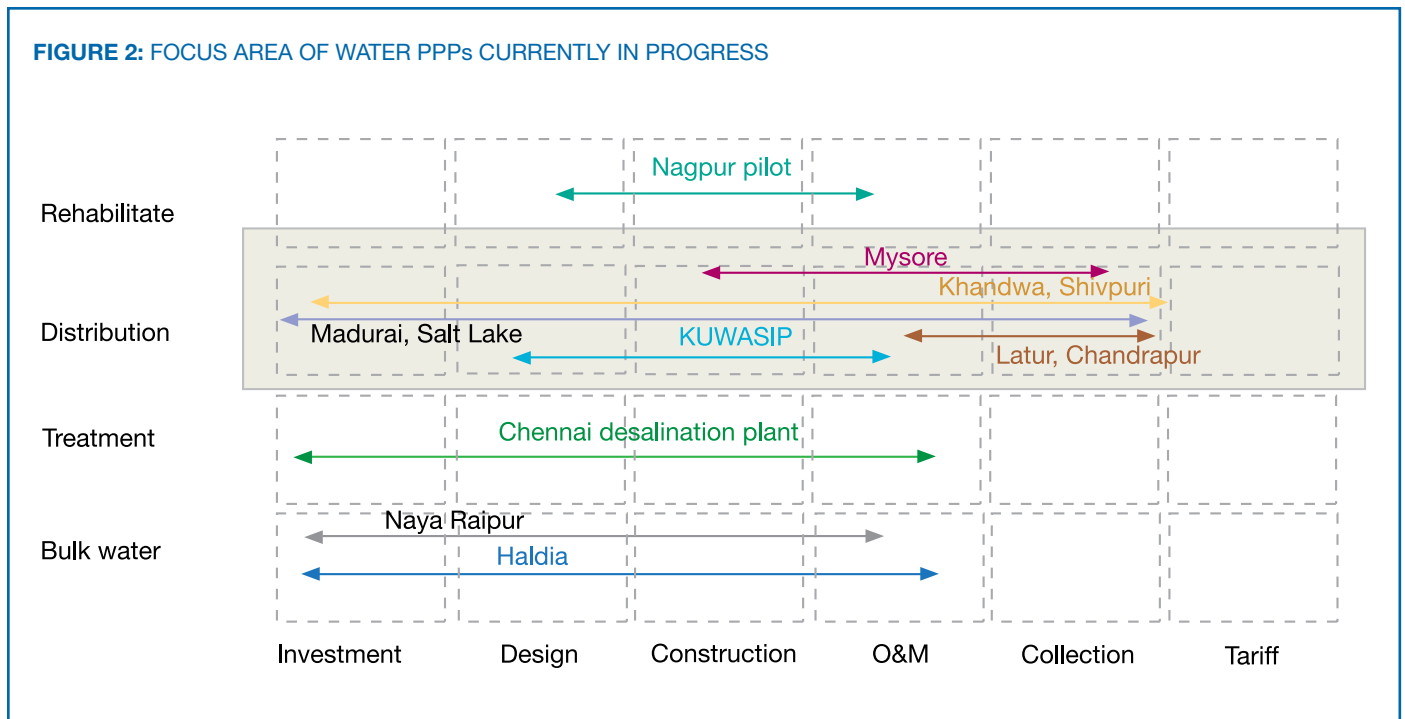 FIGURE 2: FOCUS AREA OF WATER PPPs CURRENTLY IN PROGRESS
Nagpur pilot
Rehabilitate
Mysore
Khandwa, Shivpuri
Distribution
Madurai, Salt Lake
KUWASIP
Latur, Chandrapur
Treatment
Chennai desalination plant
Naya Raipur
Bulk water
Haldia
Investment Design Construction O&M Collection Tariff